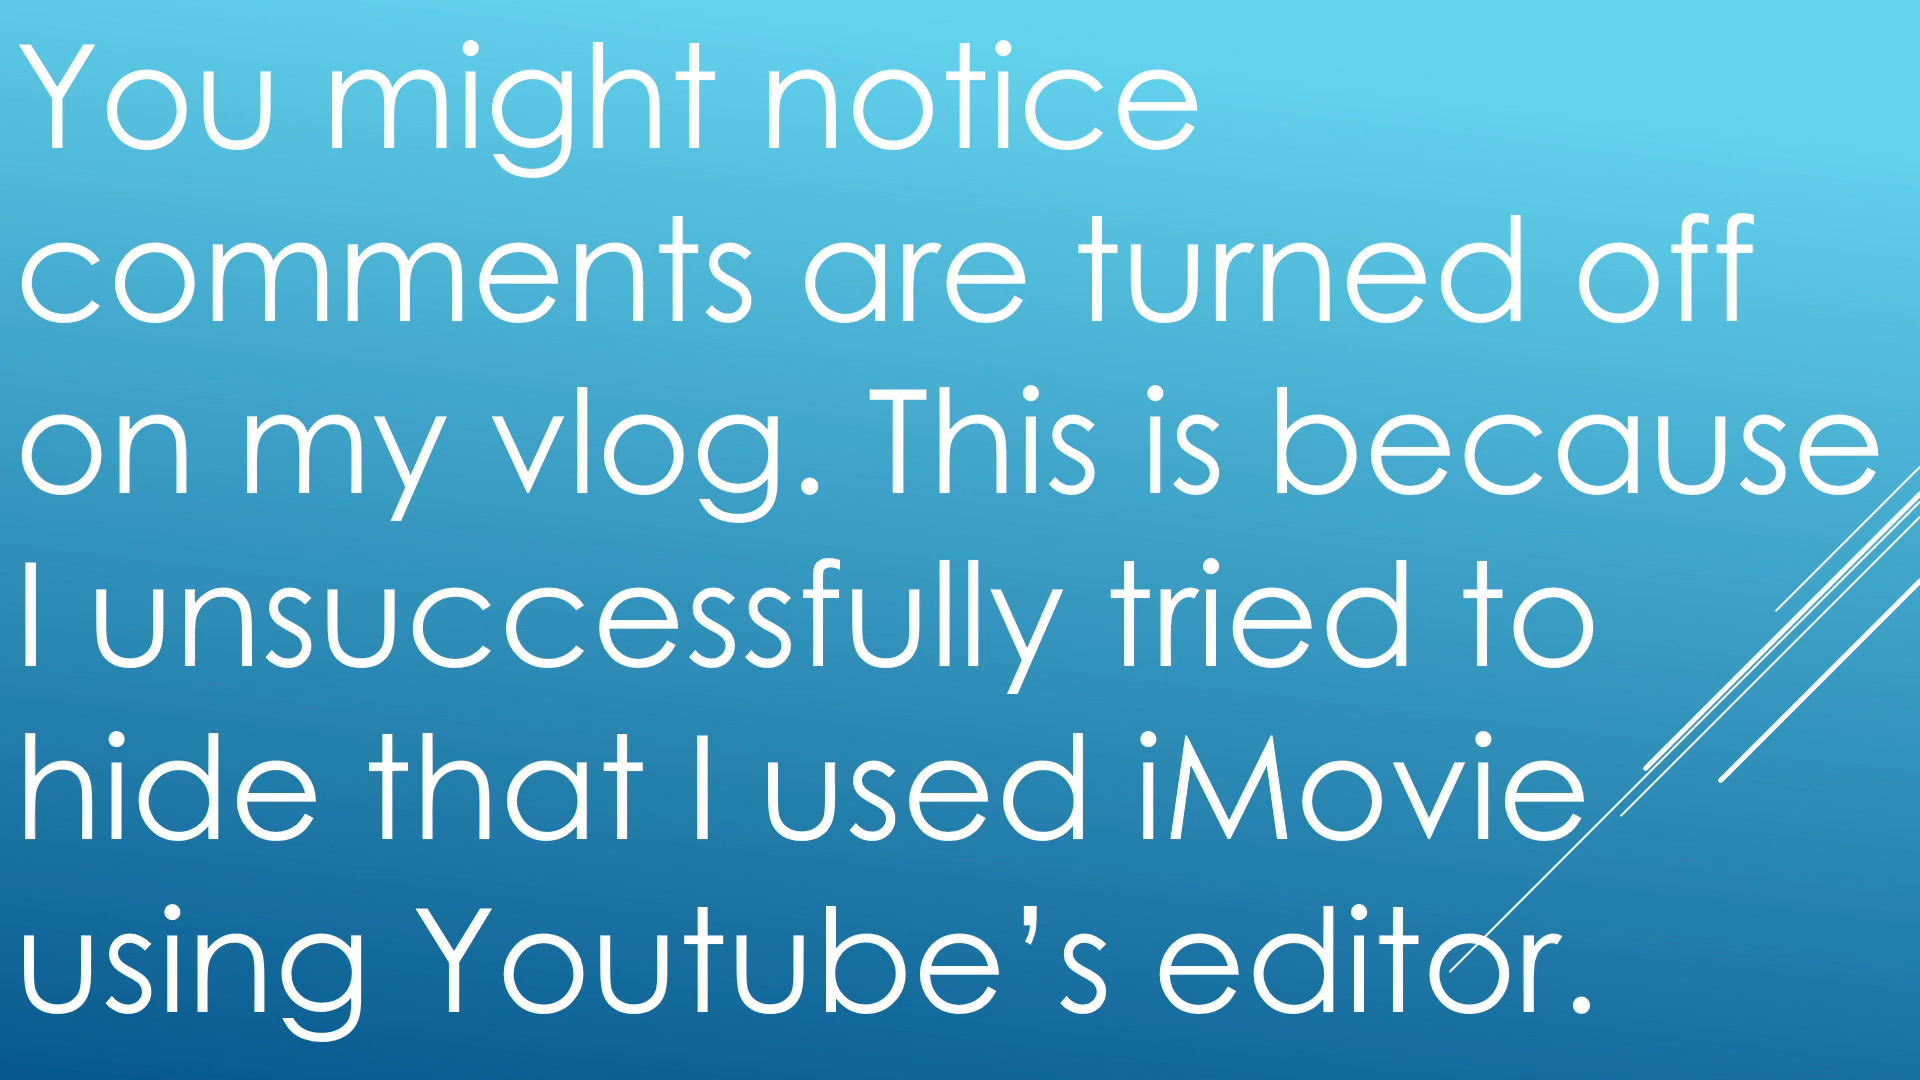 You might notice
comments are turned off
on my vlog. This is because
I unsuccessfully tried to
hide that I used iMovie
using Youtube’s editor.